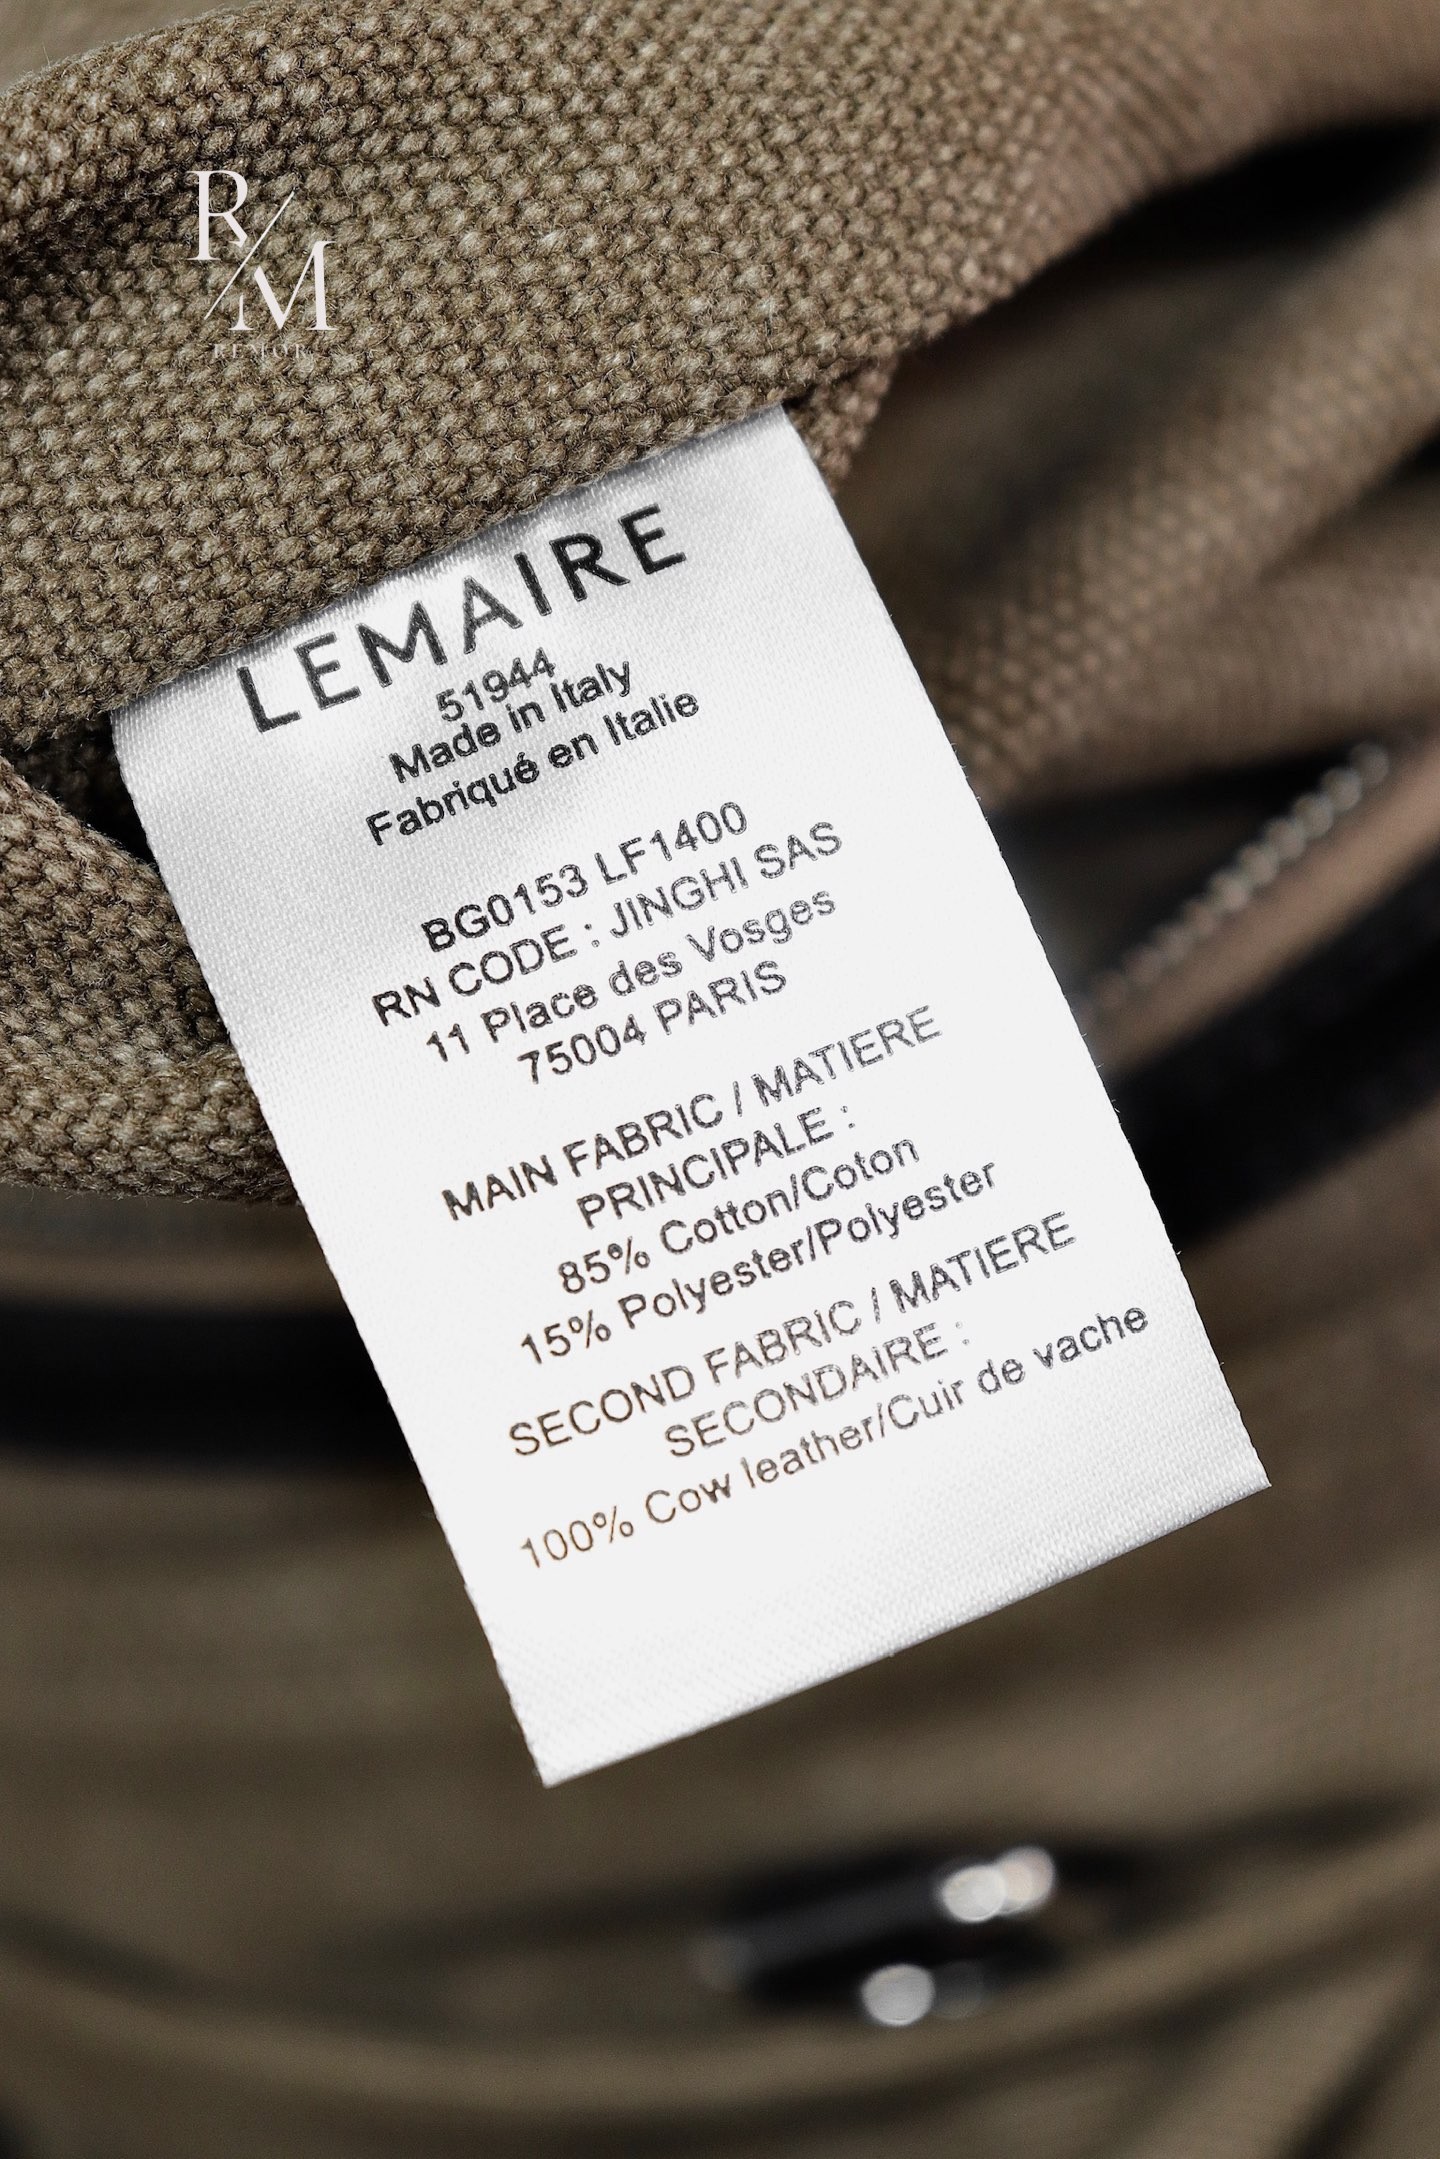 R/M
REMOR
LEMAIRE
51944
Made in Italy
Fabriqué en Italie
BG0153 LF1400
RN CODE : JINGHI SAS
11 Place des Vosges
75004 PARIS
MAIN FABRIC / MATIERE
PRINCIPALE :
85% Cotton/Coton
15% Polyester/Polyester
SECOND FABRIC / MATIERE
SECONDAIRE :
100% Cow leather/Cuir de vache